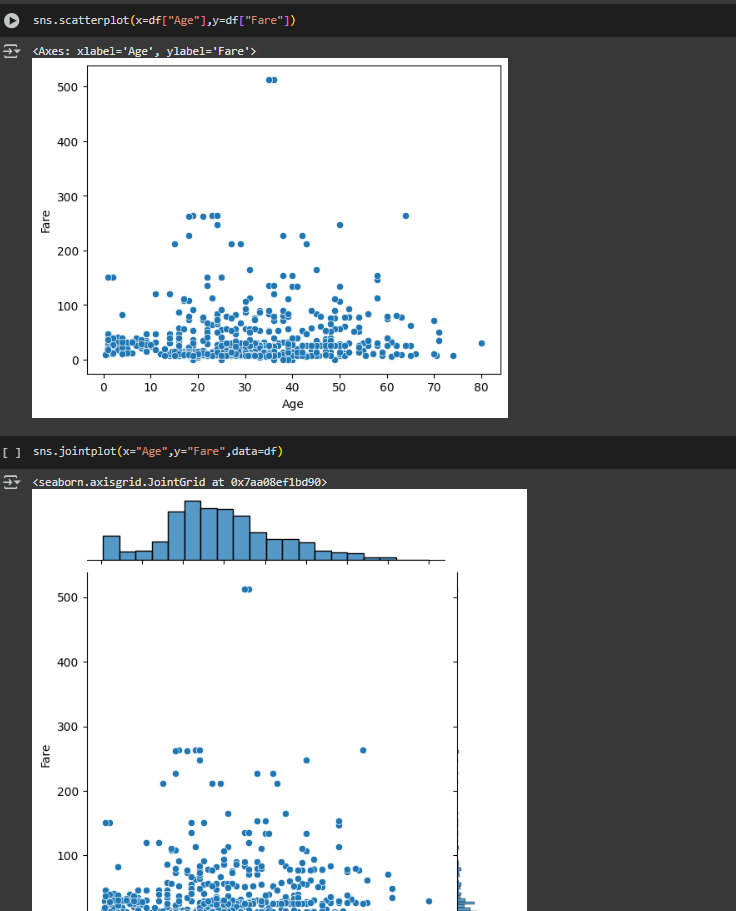 sns.scatterplot(x=df["Age"],y=df["Fare"])
<Axes: xlabel='Age', ylabel='Fare'>
500
400
300
200
100
0
Fare
0 10 20 30 40 50 60 70 80
Age
[ ] sns.jointplot(x="Age",y="Fare",data=df)
<seaborn.axisgrid.JointGrid at 0x7aa08ef1bd90>
500
400
300
200
100
Fare